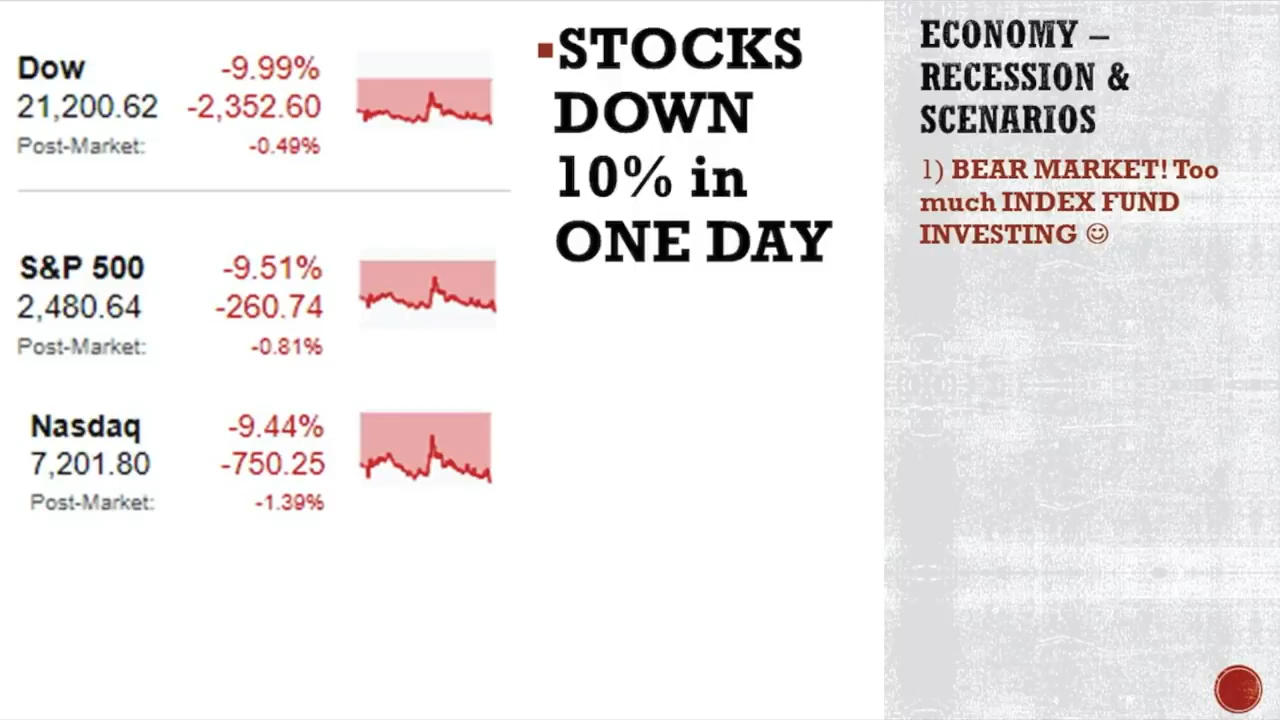 Dow -9.99%
21,200.62 -2,352.60
Post-Market: -0.49%
S&P 500 -9.51%
2,480.64 -260.74
Post-Market: -0.81%
Nasdaq -9.44%
7,201.80 -750.25
Post-Market: -1.39%
▪STOCKS
DOWN
10% in
ONE DAY
ECONOMY –
RECESSION &
SCENARIOS
1) BEAR MARKET! Too
much INDEX FUND
INVESTING ☺